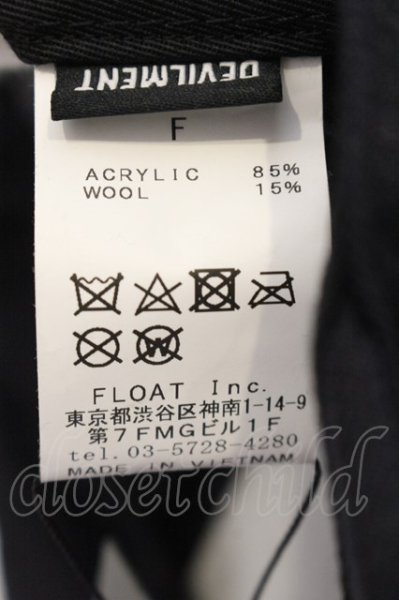 DEVILMENT
F
ACRYLIC 85%
WOOL 15%
W
FLOAT Inc.
東京都渋谷区神南1-14-9
第7FMGビル1F
tel. 03-5728-4280
MADE IN VIETNAM
closetchild